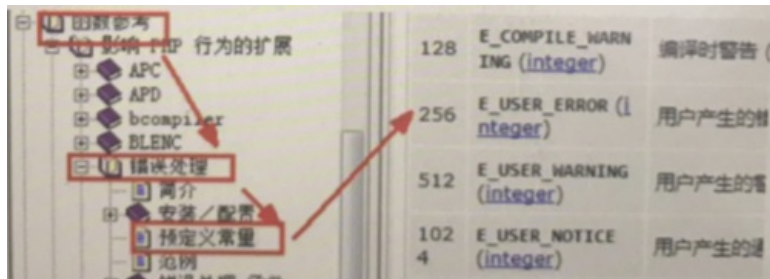 函数参考
影响 PHP 行为的扩展
APC
APD
bcompiler
BLENC
错误处理
简介
安装／配置
预定义常量
范例
128
E_COMPILE_WARN
ING (integer)
编译时警告 (
256
E_USER_ERROR (i
nteger)
用户产生的错
512
E_USER_WARNING
(integer)
用户产生的警
102
4
E_USER_NOTICE
(integer)
用户产生的通